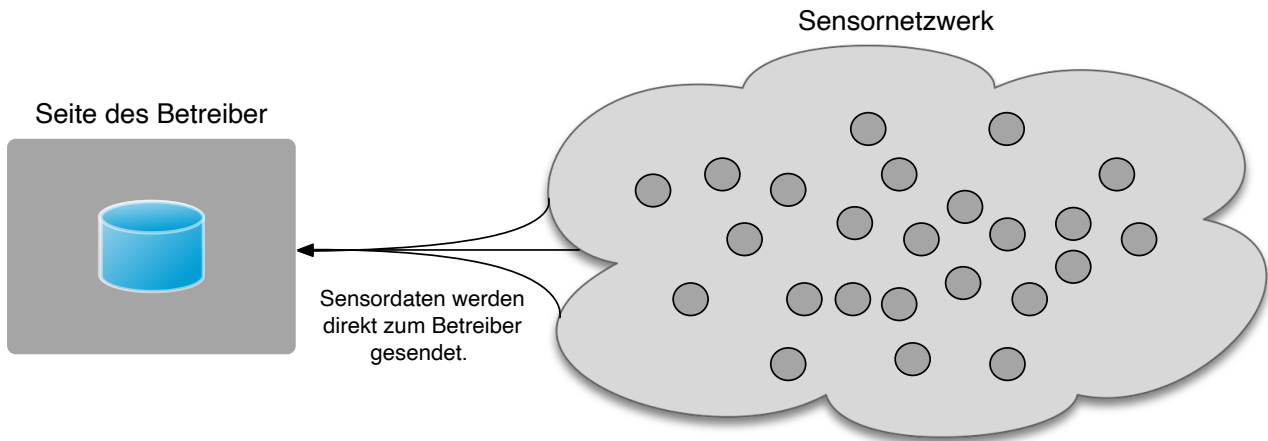 Sensornetzwerk
Seite des Betreiber
Sensordaten werden
direkt zum Betreiber
gesendet.